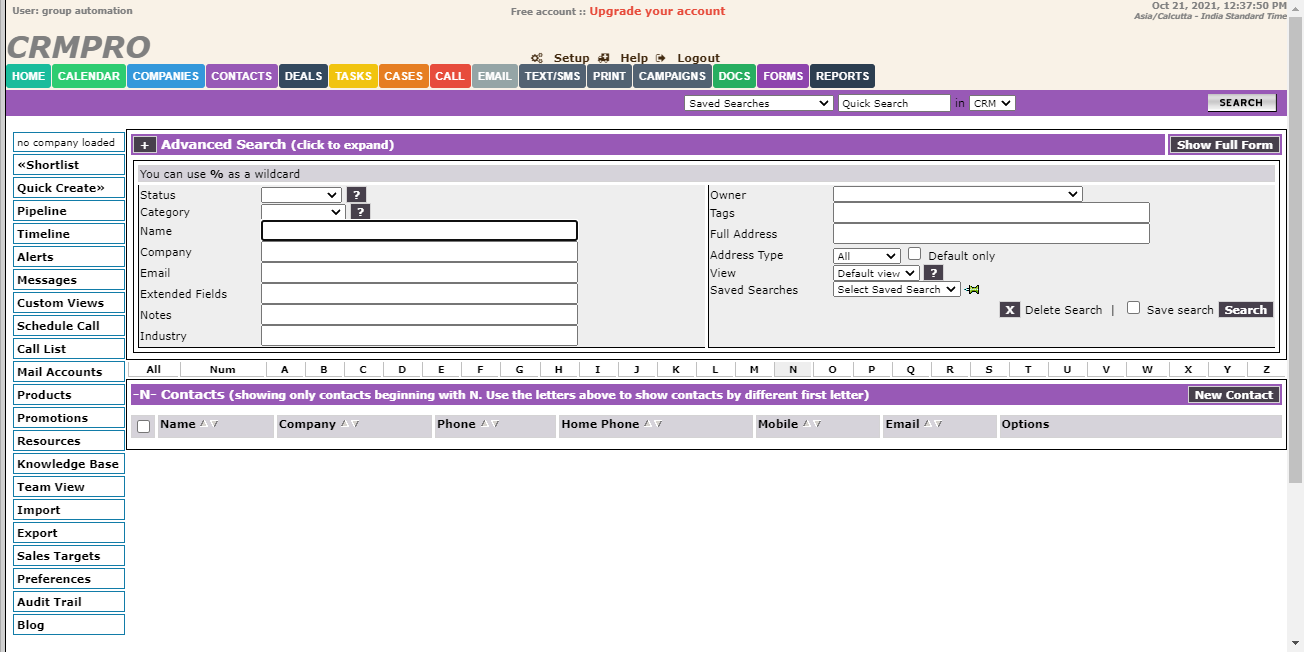 User: group automation
Free account :: Upgrade your account
Oct 21, 2021, 12:37:50 PM
Asia/Calcutta - India Standard Time
CRMPRO
Setup Help Logout
HOME CALENDAR COMPANIES CONTACTS DEALS TASKS CASES CALL EMAIL TEXT/SMS PRINT CAMPAIGNS DOCS FORMS REPORTS
Saved Searches Quick Search in CRM SEARCH
no company loaded
«Shortlist
Quick Create»
Pipeline
Timeline
Alerts
Messages
Custom Views
Schedule Call
Call List
Mail Accounts
Products
Promotions
Resources
Knowledge Base
Team View
Import
Export
Sales Targets
Preferences
Audit Trail
Blog
+ Advanced Search (click to expand) Show Full Form
You can use % as a wildcard
Status ?
Category ?
Name
Company
Email
Extended Fields
Notes
Industry
Owner
Tags
Full Address
Address Type All Default only
View Default view ?
Saved Searches Select Saved Search
X Delete Search | Save search Search
All Num A B C D E F G H I J K L M N O P Q R S T U V W X Y Z
-N- Contacts (showing only contacts beginning with N. Use the letters above to show contacts by different first letter) New Contact
Name Company Phone Home Phone Mobile Email Options